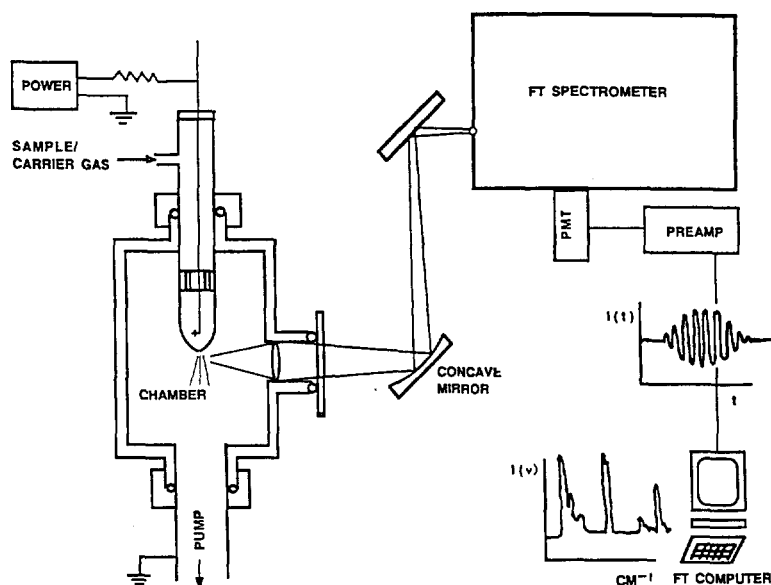 POWER
SAMPLE/
CARRIER GAS
CHAMBER
PUMP
CONCAVE
MIRROR
FT SPECTROMETER
PMT
PREAMP
I(t)
t
I(v)
CM⁻¹
FT COMPUTER
+